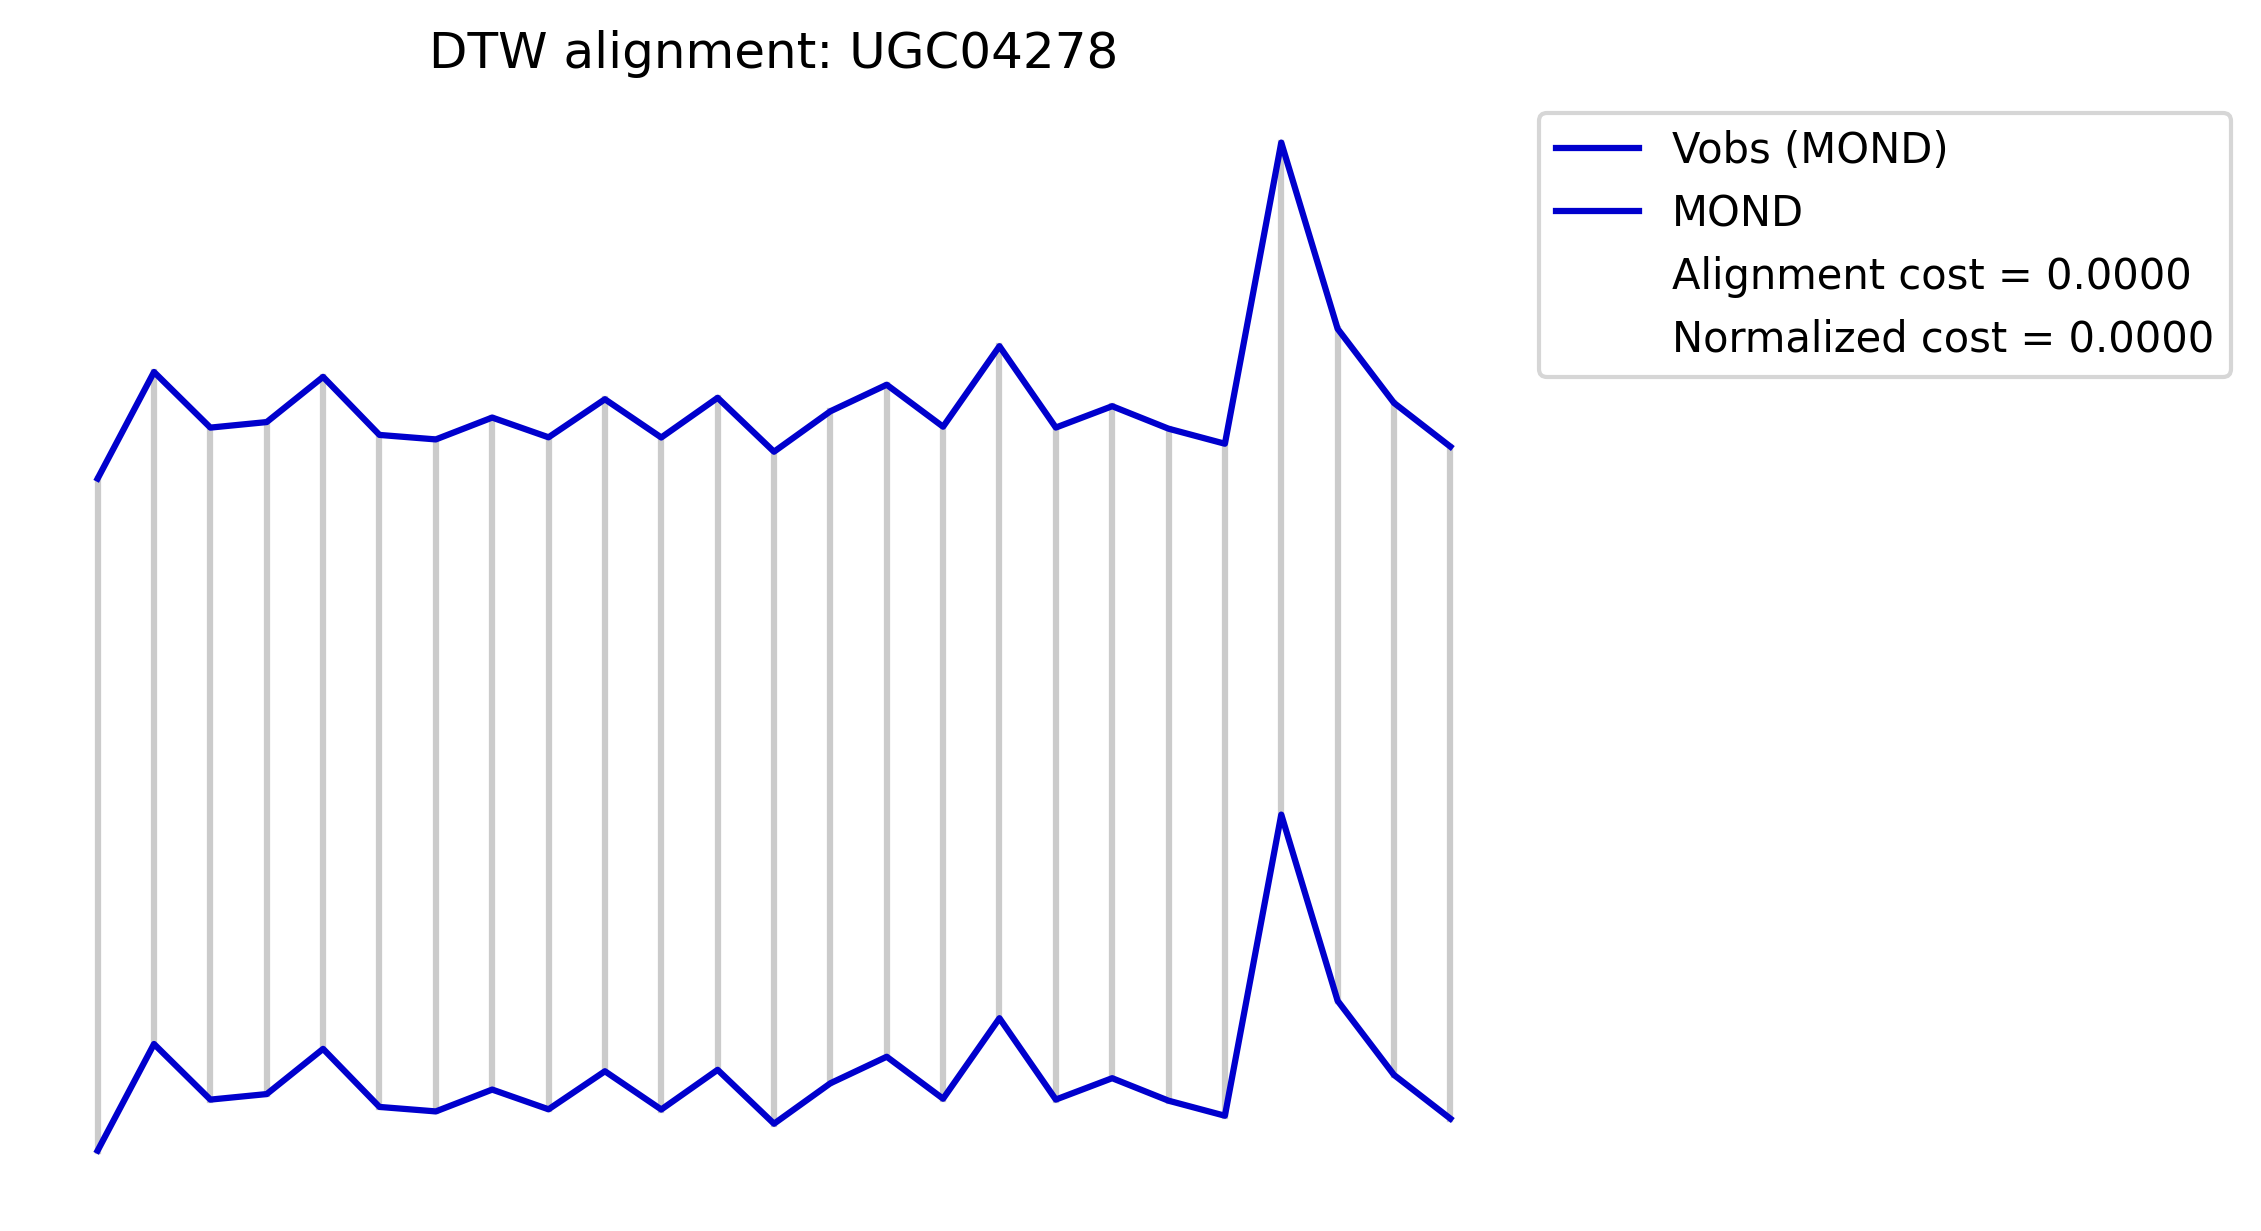 DTW alignment: UGC04278
Vobs (MOND)
MOND
Alignment cost = 0.0000
Normalized cost = 0.0000